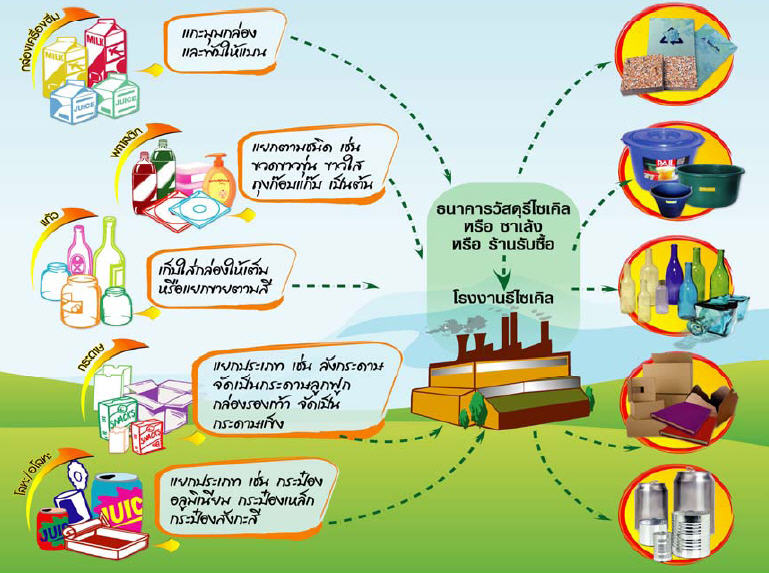 กล่องเครื่องดื่ม
MILK
MILK
JUICE
JUICE
แกะมุมกล่อง
และพับให้แบน
พลาสติก
แยกตามชนิด เช่น
ขวดขาวขุ่น ขาวใส
ถุงก๊อบแก๊บ เป็นต้น
แก้ว
เก็บใส่กล่องให้เต็ม
หรือแยกขายตามสี
กระดาษ
SNACKS
SNACKS
แยกประเภท เช่น ลังกระดาษ
จัดเป็นกระดาษลูกฟูก
กล่องรองเท้า จัดเป็น
กระดาษแข็ง
โลหะ/อโลหะ
JUIC
JUIC
แยกประเภท เช่น กระป๋อง
อลูมิเนียม กระป๋องเหล็ก
กระป๋องสังกะสี
ธนาคารวัสดุรีไซเคิล
หรือ ซาเล้ง
หรือ ร้านรับซื้อ
โรงงานรีไซเคิล